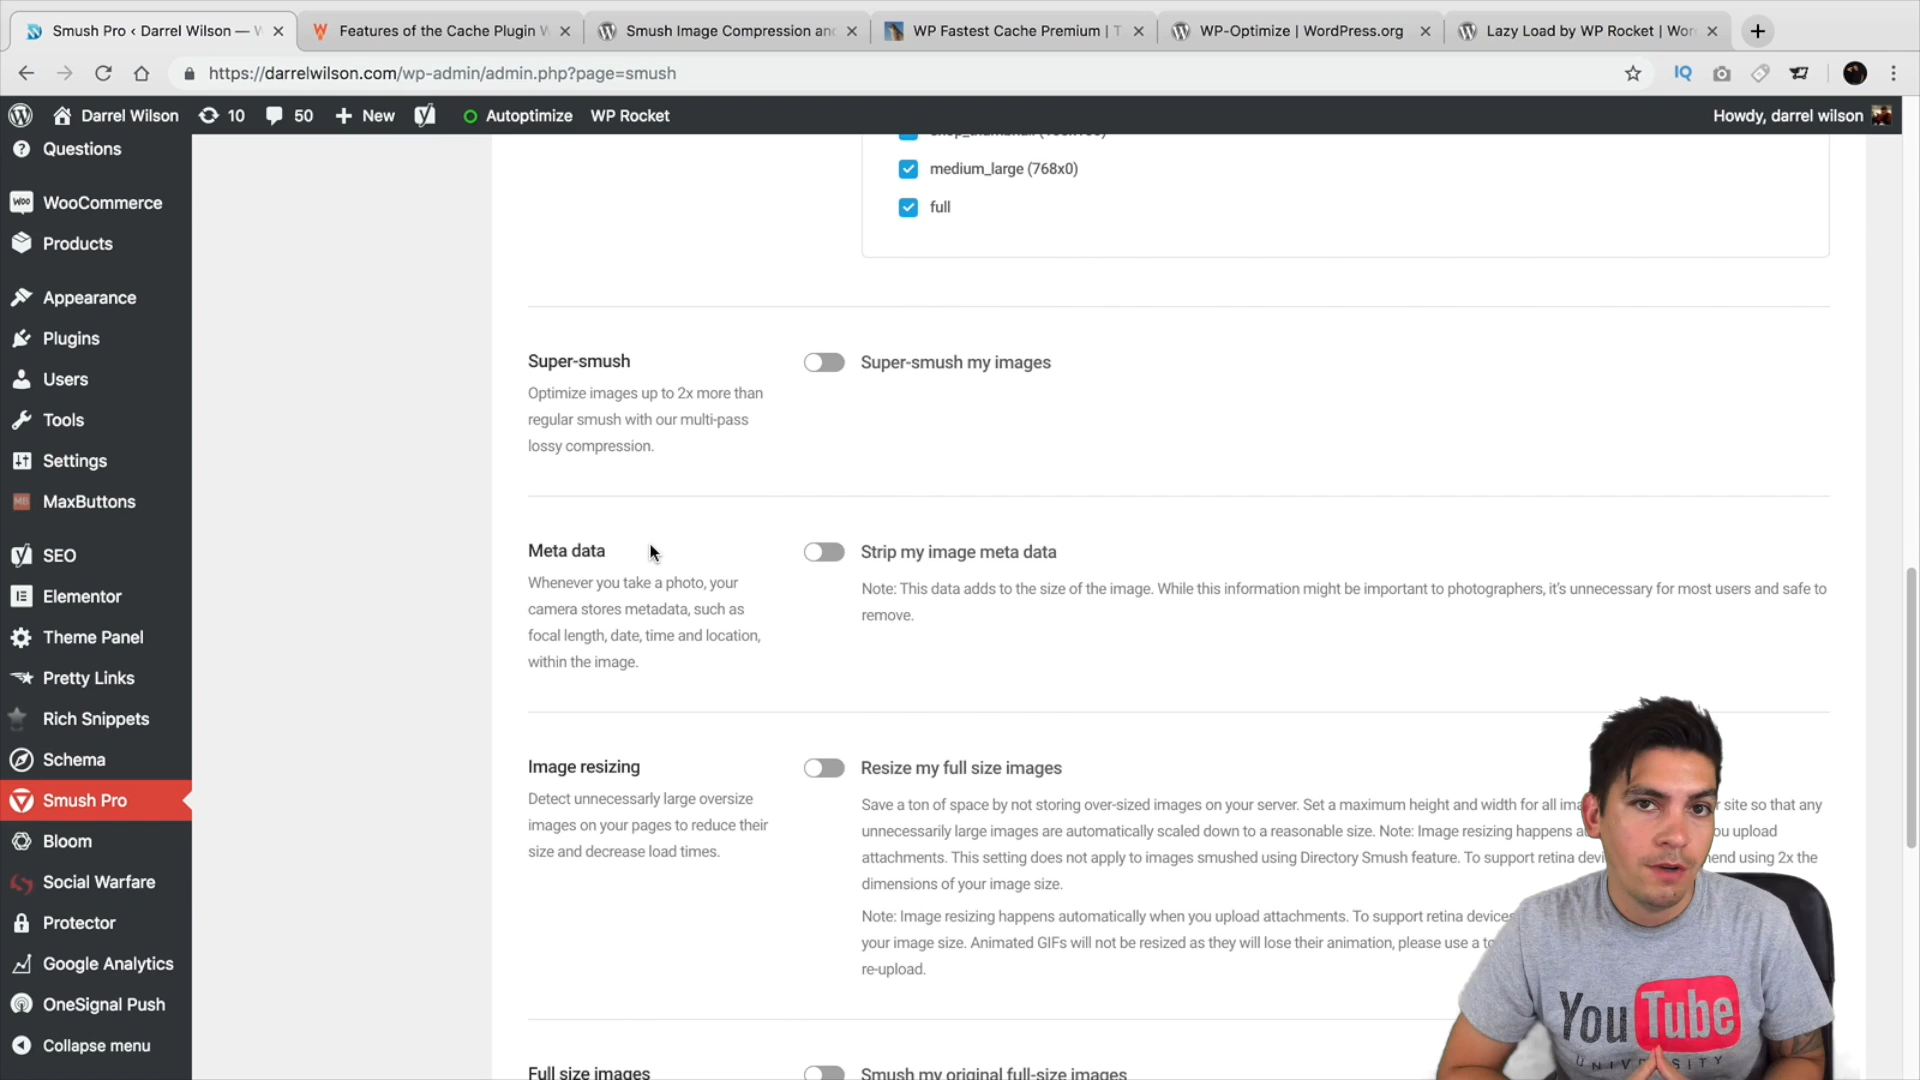 Smush Pro ‹ Darrel Wilson —
Features of the Cache Plugin
Smush Image Compression and
WP Fastest Cache Premium |
WP-Optimize | WordPress.org
Lazy Load by WP Rocket |
https://darrelwilson.com/wp-admin/admin.php?page=smush
IQ
Darrel Wilson
10
50
New
Autoptimize
WP Rocket
Howdy, darrel wilson
Questions
WooCommerce
Products
Appearance
Plugins
Users
Tools
Settings
MaxButtons
SEO
Elementor
Theme Panel
Pretty Links
Rich Snippets
Schema
Smush Pro
Bloom
Social Warfare
Protector
Google Analytics
OneSignal Push
Collapse menu
medium_large (768x0)
full
Super-smush
Optimize images up to 2x more than
regular smush with our multi-pass
lossy compression.
Super-smush my images
Meta data
Whenever you take a photo, your
camera stores metadata, such as
focal length, date, time and location,
within the image.
Strip my image meta data
Note: This data adds to the size of the image. While this information might be important to photographers, it's unnecessary for most users and safe to
remove.
Image resizing
Detect unnecessarly large oversize
images on your pages to reduce their
size and decrease load times.
Resize my full size images
Save a ton of space by not storing over-sized images on your server. Set a maximum height and width for all site so that any
unnecessarily large images are automatically scaled down to a reasonable size. Note: Image resizing happens upload
attachments. This setting does not apply to images smushed using Directory Smush feature. To support retina using 2x the
dimensions of your image size.
Note: Image resizing happens automatically when you upload attachments. To support retina devices
your image size. Animated GIFs will not be resized as they will lose their animation, please use a
re-upload.
Full size images
Smush my original full-size images
YouTube